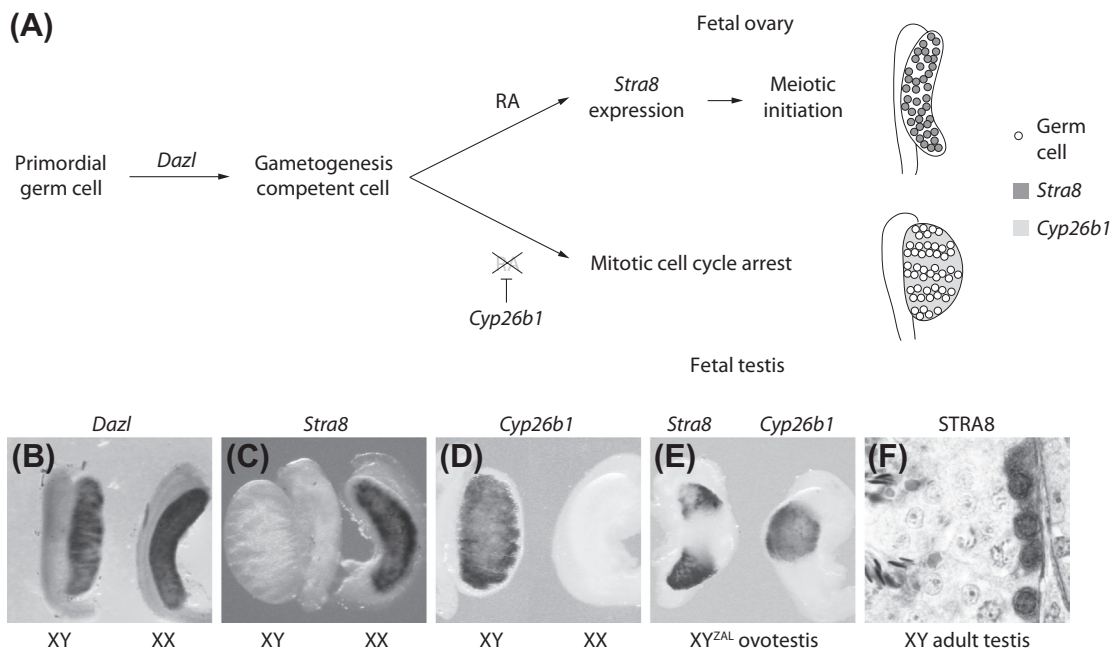 (A)
Fetal ovary
RA
Stra8
expression
Meiotic
initiation
Germ
cell
Stra8
Cyp26b1
Primordial
germ cell
Dazl
Gametogenesis
competent cell
RA
Cyp26b1
Mitotic cell cycle arrest
Fetal testis
Dazl
Stra8
Cyp26b1
Stra8
Cyp26b1
STRA8
(B)
(C)
(D)
(E)
(F)
XY
XX
XY
XX
XY
XX
XYᶻᴬᴸ ovotestis
XY adult testis